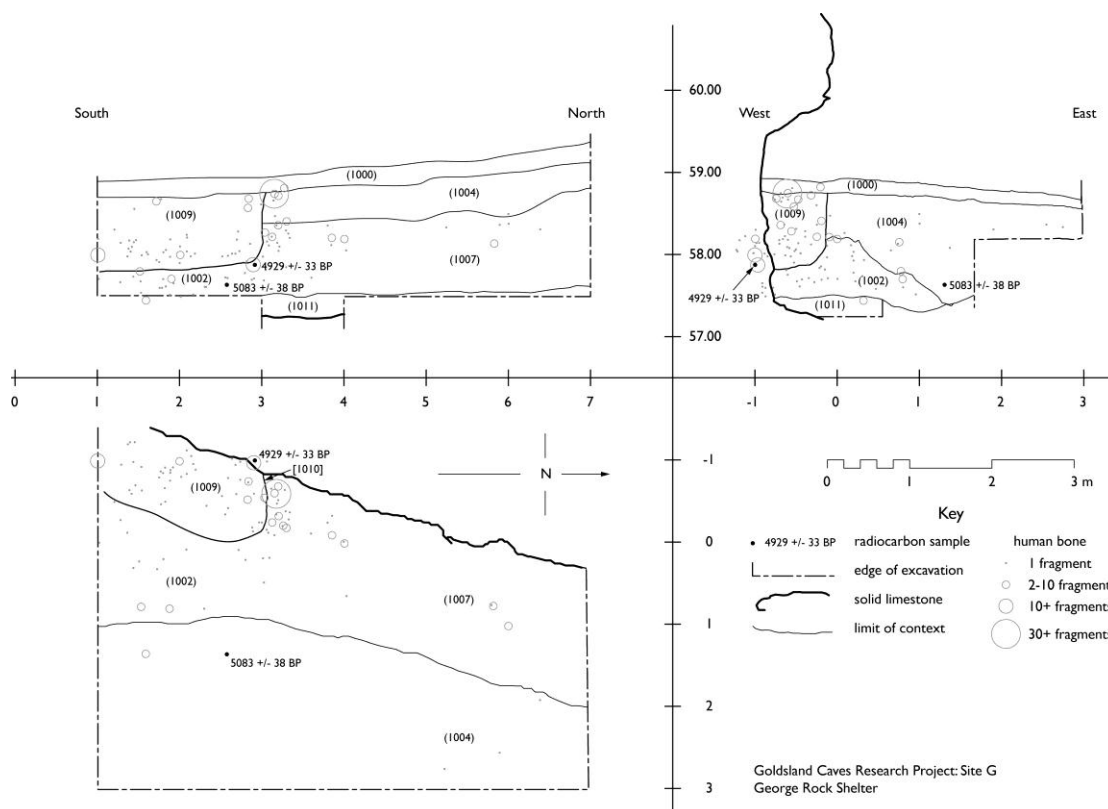 South
North
(1000)
(1004)
(1009)
(1007)
(1002)
4929 +/- 33 BP
5083 +/- 38 BP
(1011)
60.00
59.00
58.00
57.00
West
East
(1000)
(1009)
(1004)
(1002)
4929 +/- 33 BP
5083 +/- 38 BP
(1011)
0 1 2 3 4 5 6 7
-1 0 1 2 3
4929 +/- 33 BP
[1010]
(1009)
(1002)
(1007)
5083 +/- 38 BP
(1004)
N
-1
0
1
2
3
0 1 2 3 m
Key
4929 +/- 33 BP radiocarbon sample
edge of excavation
solid limestone
limit of context
human bone
1 fragment
2-10 fragments
10+ fragments
30+ fragments
Goldsland Caves Research Project: Site G
George Rock Shelter